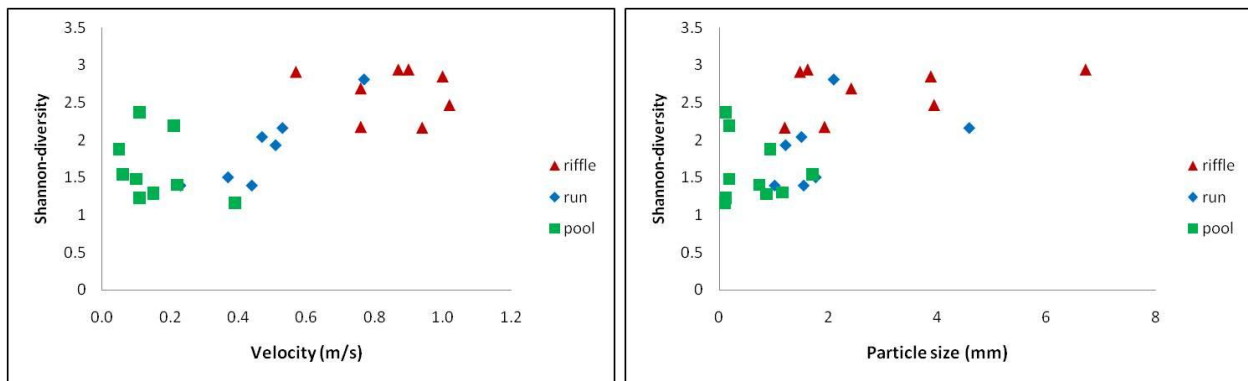 3.5
3
2.5
2
1.5
1
0.5
0
Shannon-diversity
0.0 0.2 0.4 0.6 0.8 1.0 1.2
Velocity (m/s)
riffle
run
pool
3.5
3
2.5
2
1.5
1
0.5
0
Shannon-diversity
0 2 4 6 8
Particle size (mm)
riffle
run
pool